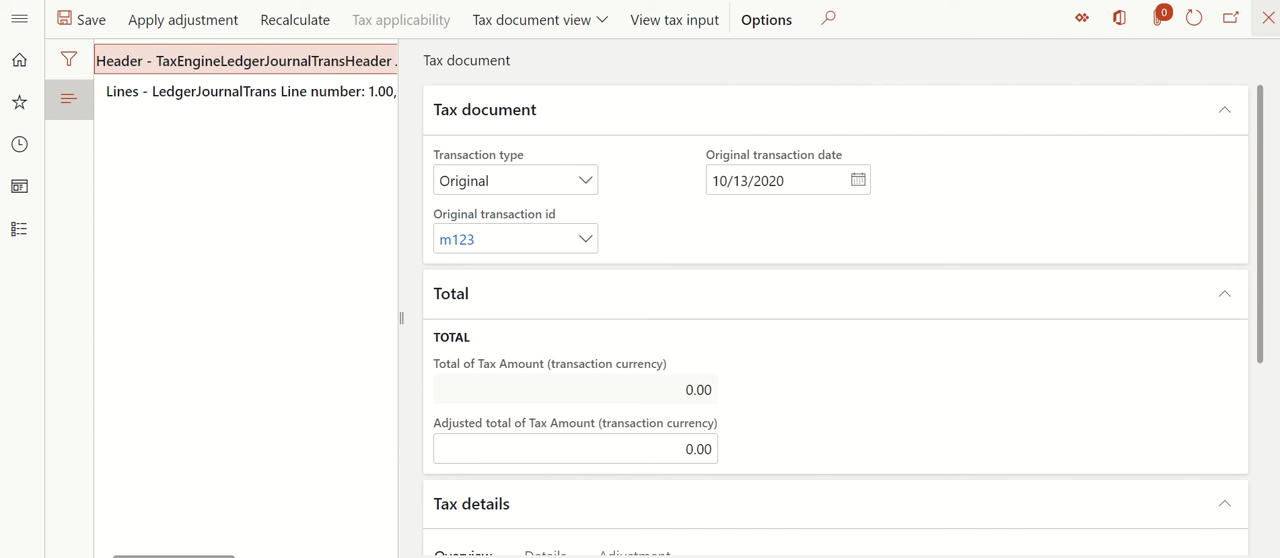 Save Apply adjustment Recalculate Tax applicability Tax document view View tax input Options 0
Header - TaxEngineLedgerJournalTransHeader .
Lines - LedgerJournalTrans Line number: 1.00,
Tax document
Tax document
Transaction type Original transaction date
Original 10/13/2020
Original transaction id
m123
Total
TOTAL
Total of Tax Amount (transaction currency)
0.00
Adjusted total of Tax Amount (transaction currency)
0.00
Tax details
Overview Details Adjustment